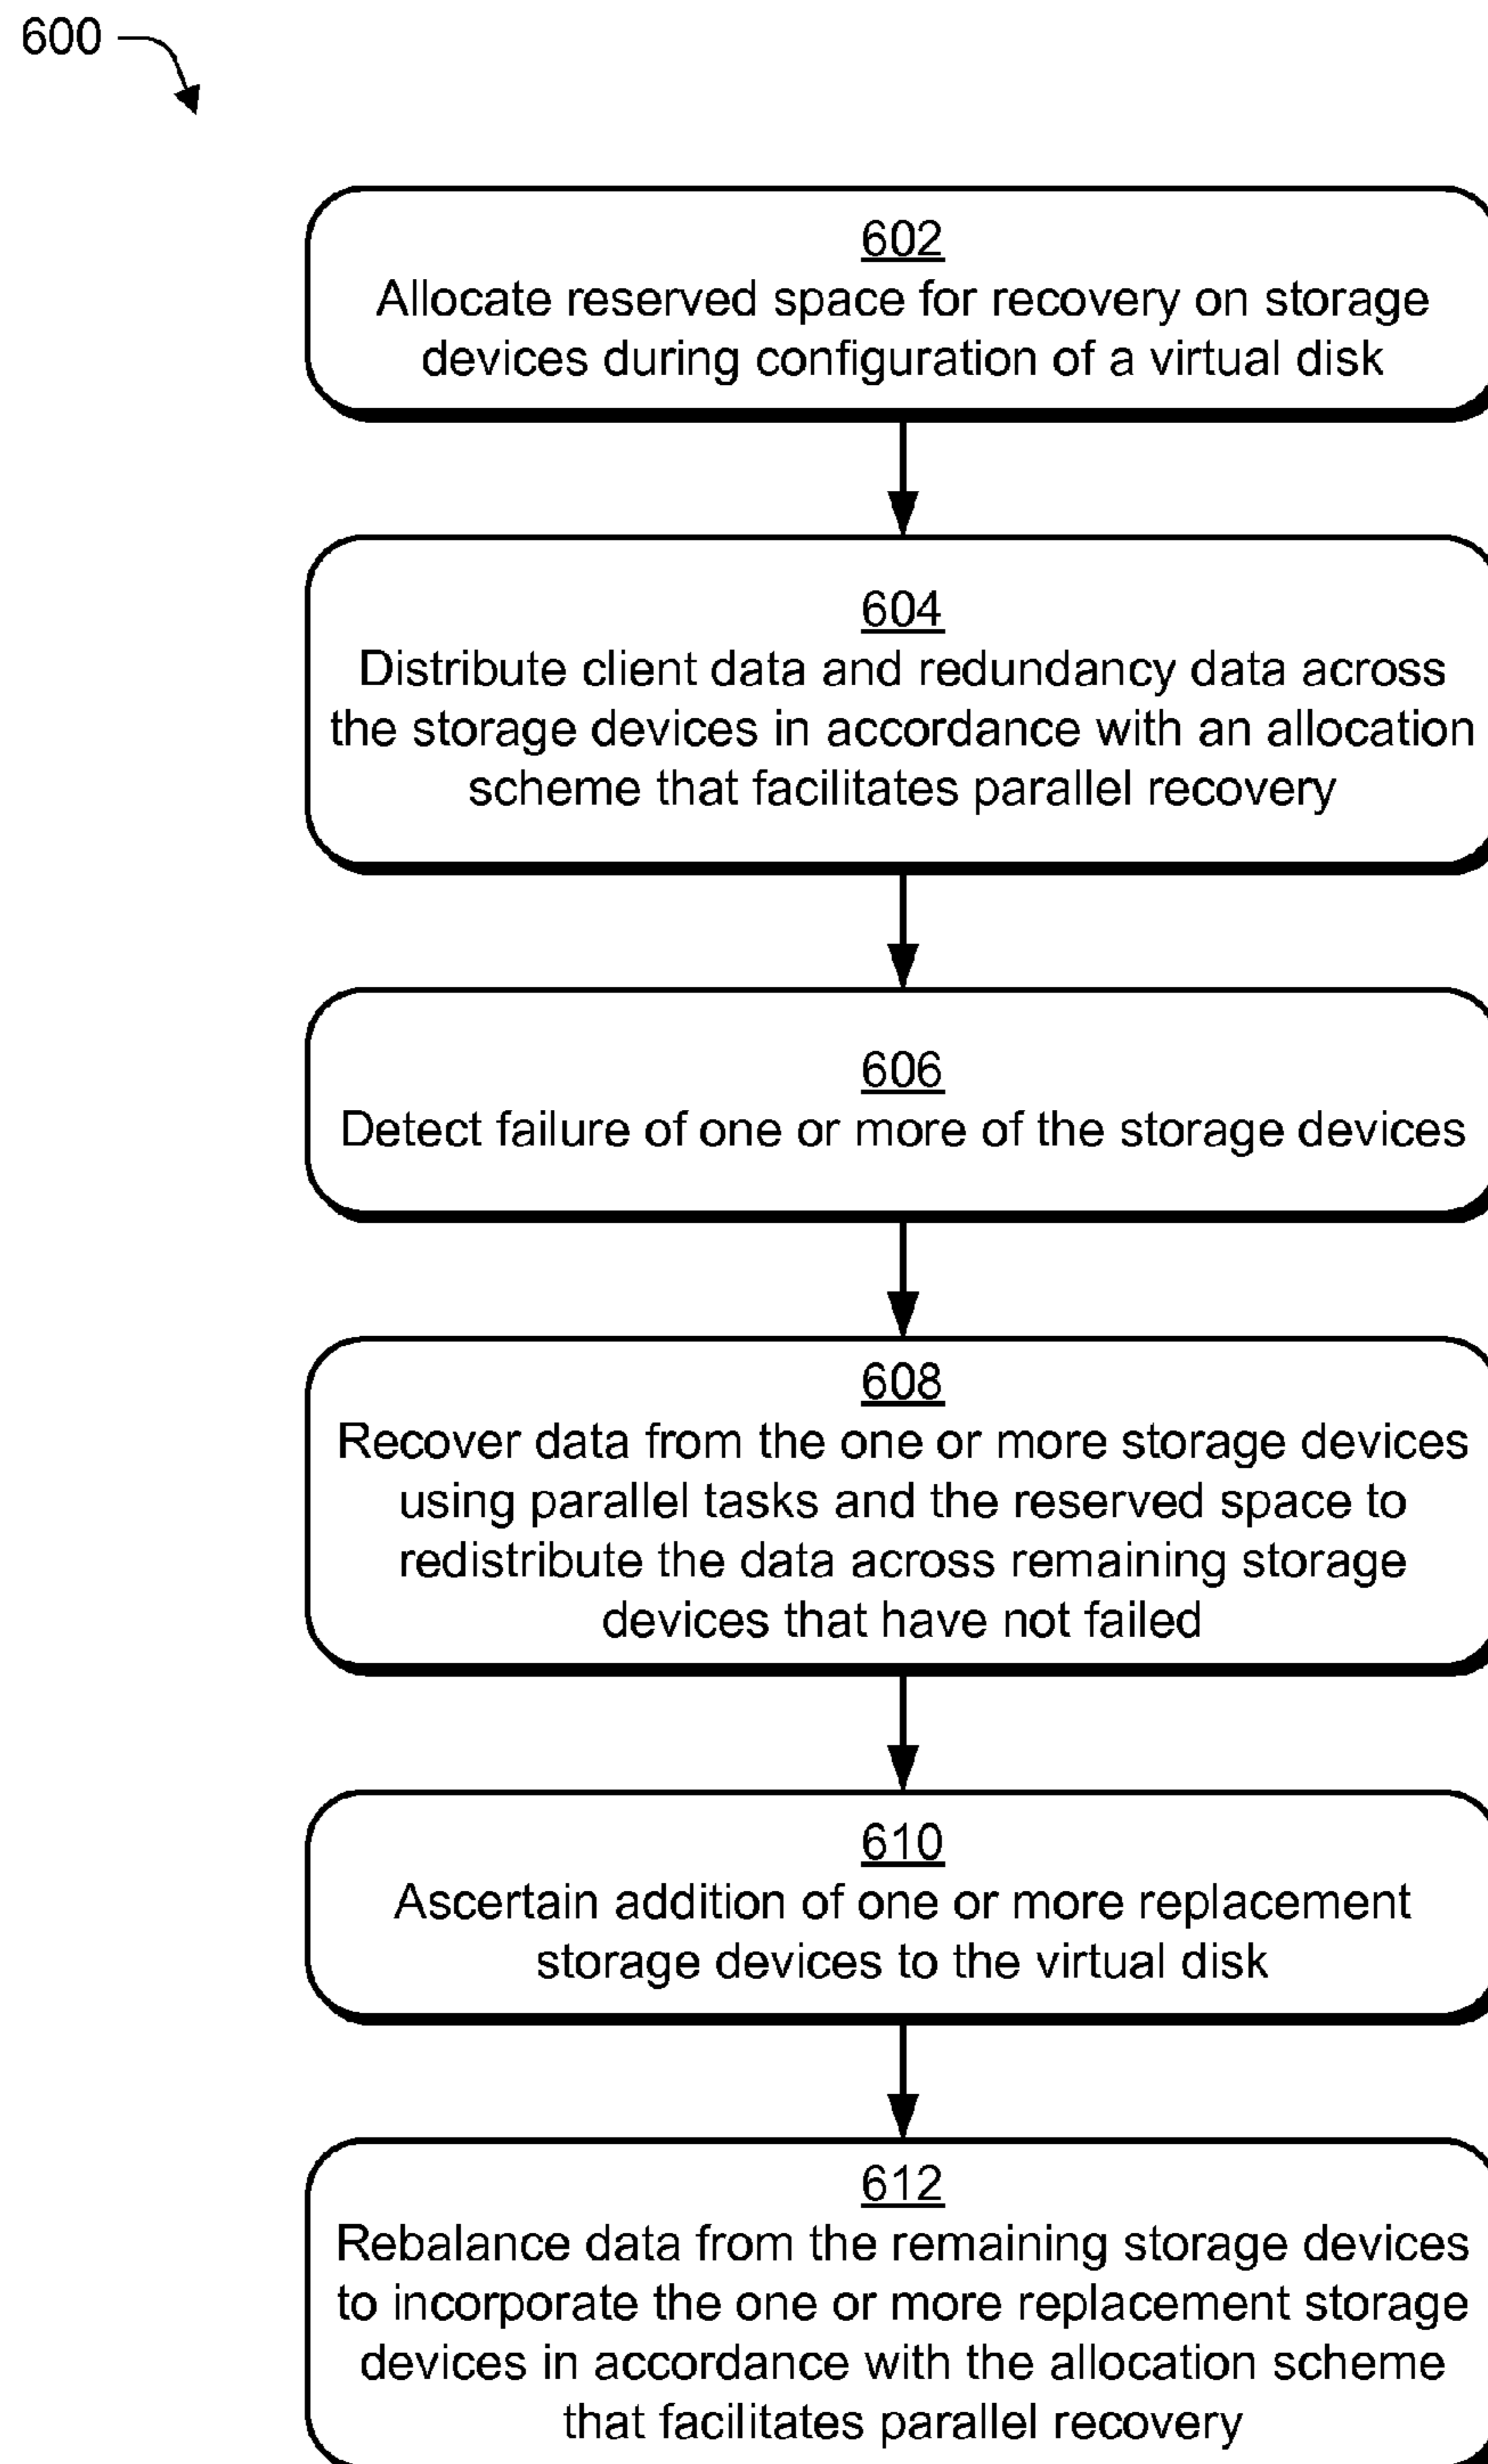 600
602
Allocate reserved space for recovery on storage
devices during configuration of a virtual disk
604
Distribute client data and redundancy data across
the storage devices in accordance with an allocation
scheme that facilitates parallel recovery
606
Detect failure of one or more of the storage devices
608
Recover data from the one or more storage devices
using parallel tasks and the reserved space to
redistribute the data across remaining storage
devices that have not failed
610
Ascertain addition of one or more replacement
storage devices to the virtual disk
612
Rebalance data from the remaining storage devices
to incorporate the one or more replacement storage
devices in accordance with the allocation scheme
that facilitates parallel recovery